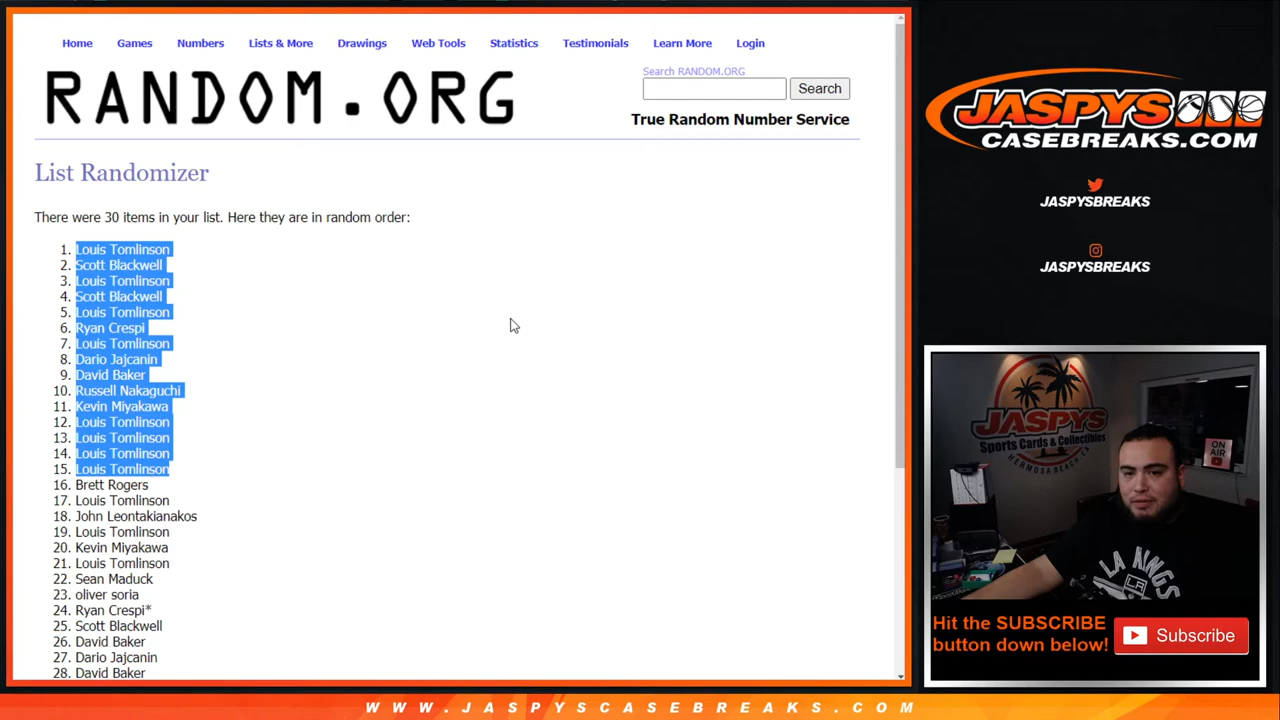 Home Games Numbers Lists & More Drawings Web Tools Statistics Testimonials Learn More Login
RANDOM.ORG
Search RANDOM.ORG
Search
True Random Number Service
List Randomizer
There were 30 items in your list. Here they are in random order:
1. Louis Tomlinson
2. Scott Blackwell
3. Louis Tomlinson
4. Scott Blackwell
5. Louis Tomlinson
6. Ryan Crespi
7. Louis Tomlinson
8. Dario Jajcanin
9. David Baker
10. Russell Nakaguchi
11. Kevin Miyakawa
12. Louis Tomlinson
13. Louis Tomlinson
14. Louis Tomlinson
15. Louis Tomlinson
16. Brett Rogers
17. Louis Tomlinson
18. John Leontakianakos
19. Louis Tomlinson
20. Kevin Miyakawa
21. Louis Tomlinson
22. Sean Maduck
23. oliver soria
24. Ryan Crespi*
25. Scott Blackwell
26. David Baker
27. Dario Jajcanin
28. David Baker
JASPYS
CASEBREAKS.COM
JASPYSBREAKS
JASPYSBREAKS
JASPYS
Sports Cards & Collectibles
HERMOSA BEACH, CA
ON
AIR
LA KINGS
LA
Hit the SUBSCRIBE
button down below!
Subscribe
WWW.JASPYSCASEBREAKS.COM